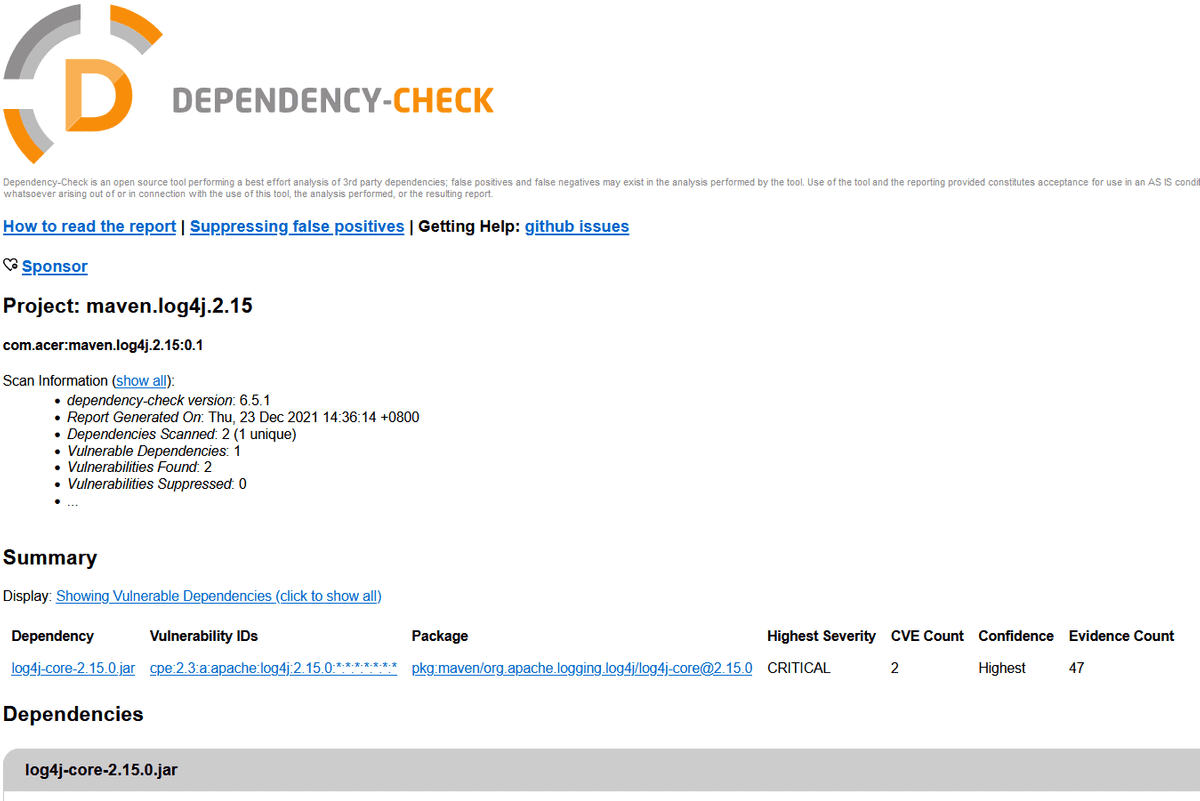 D
DEPENDENCY-CHECK
Dependency-Check is an open source tool performing a best effort analysis of 3rd party dependencies; false positives and false negatives may exist in the analysis performed by the tool. Use of the tool and the reporting provided constitutes acceptance for use in an AS IS condit
whatsoever arising out of or in connection with the use of this tool, the analysis performed, or the resulting report.
How to read the report | Suppressing false positives | Getting Help: github issues
Sponsor
Project: maven.log4j.2.15
com.acer:maven.log4j.2.15:0.1
Scan Information (show all):
• dependency-check version: 6.5.1
• Report Generated On: Thu, 23 Dec 2021 14:36:14 +0800
• Dependencies Scanned: 2 (1 unique)
• Vulnerable Dependencies: 1
• Vulnerabilities Found: 2
• Vulnerabilities Suppressed: 0
• ...
Summary
Display: Showing Vulnerable Dependencies (click to show all)
Dependency Vulnerability IDs Package Highest Severity CVE Count Confidence Evidence Count
log4j-core-2.15.0.jar cpe:2.3:a:apache:log4j:2.15.0:*:*:*:*:*:*:* pkg:maven/org.apache.logging.log4j/log4j-core@2.15.0 CRITICAL 2 Highest 47
Dependencies
log4j-core-2.15.0.jar